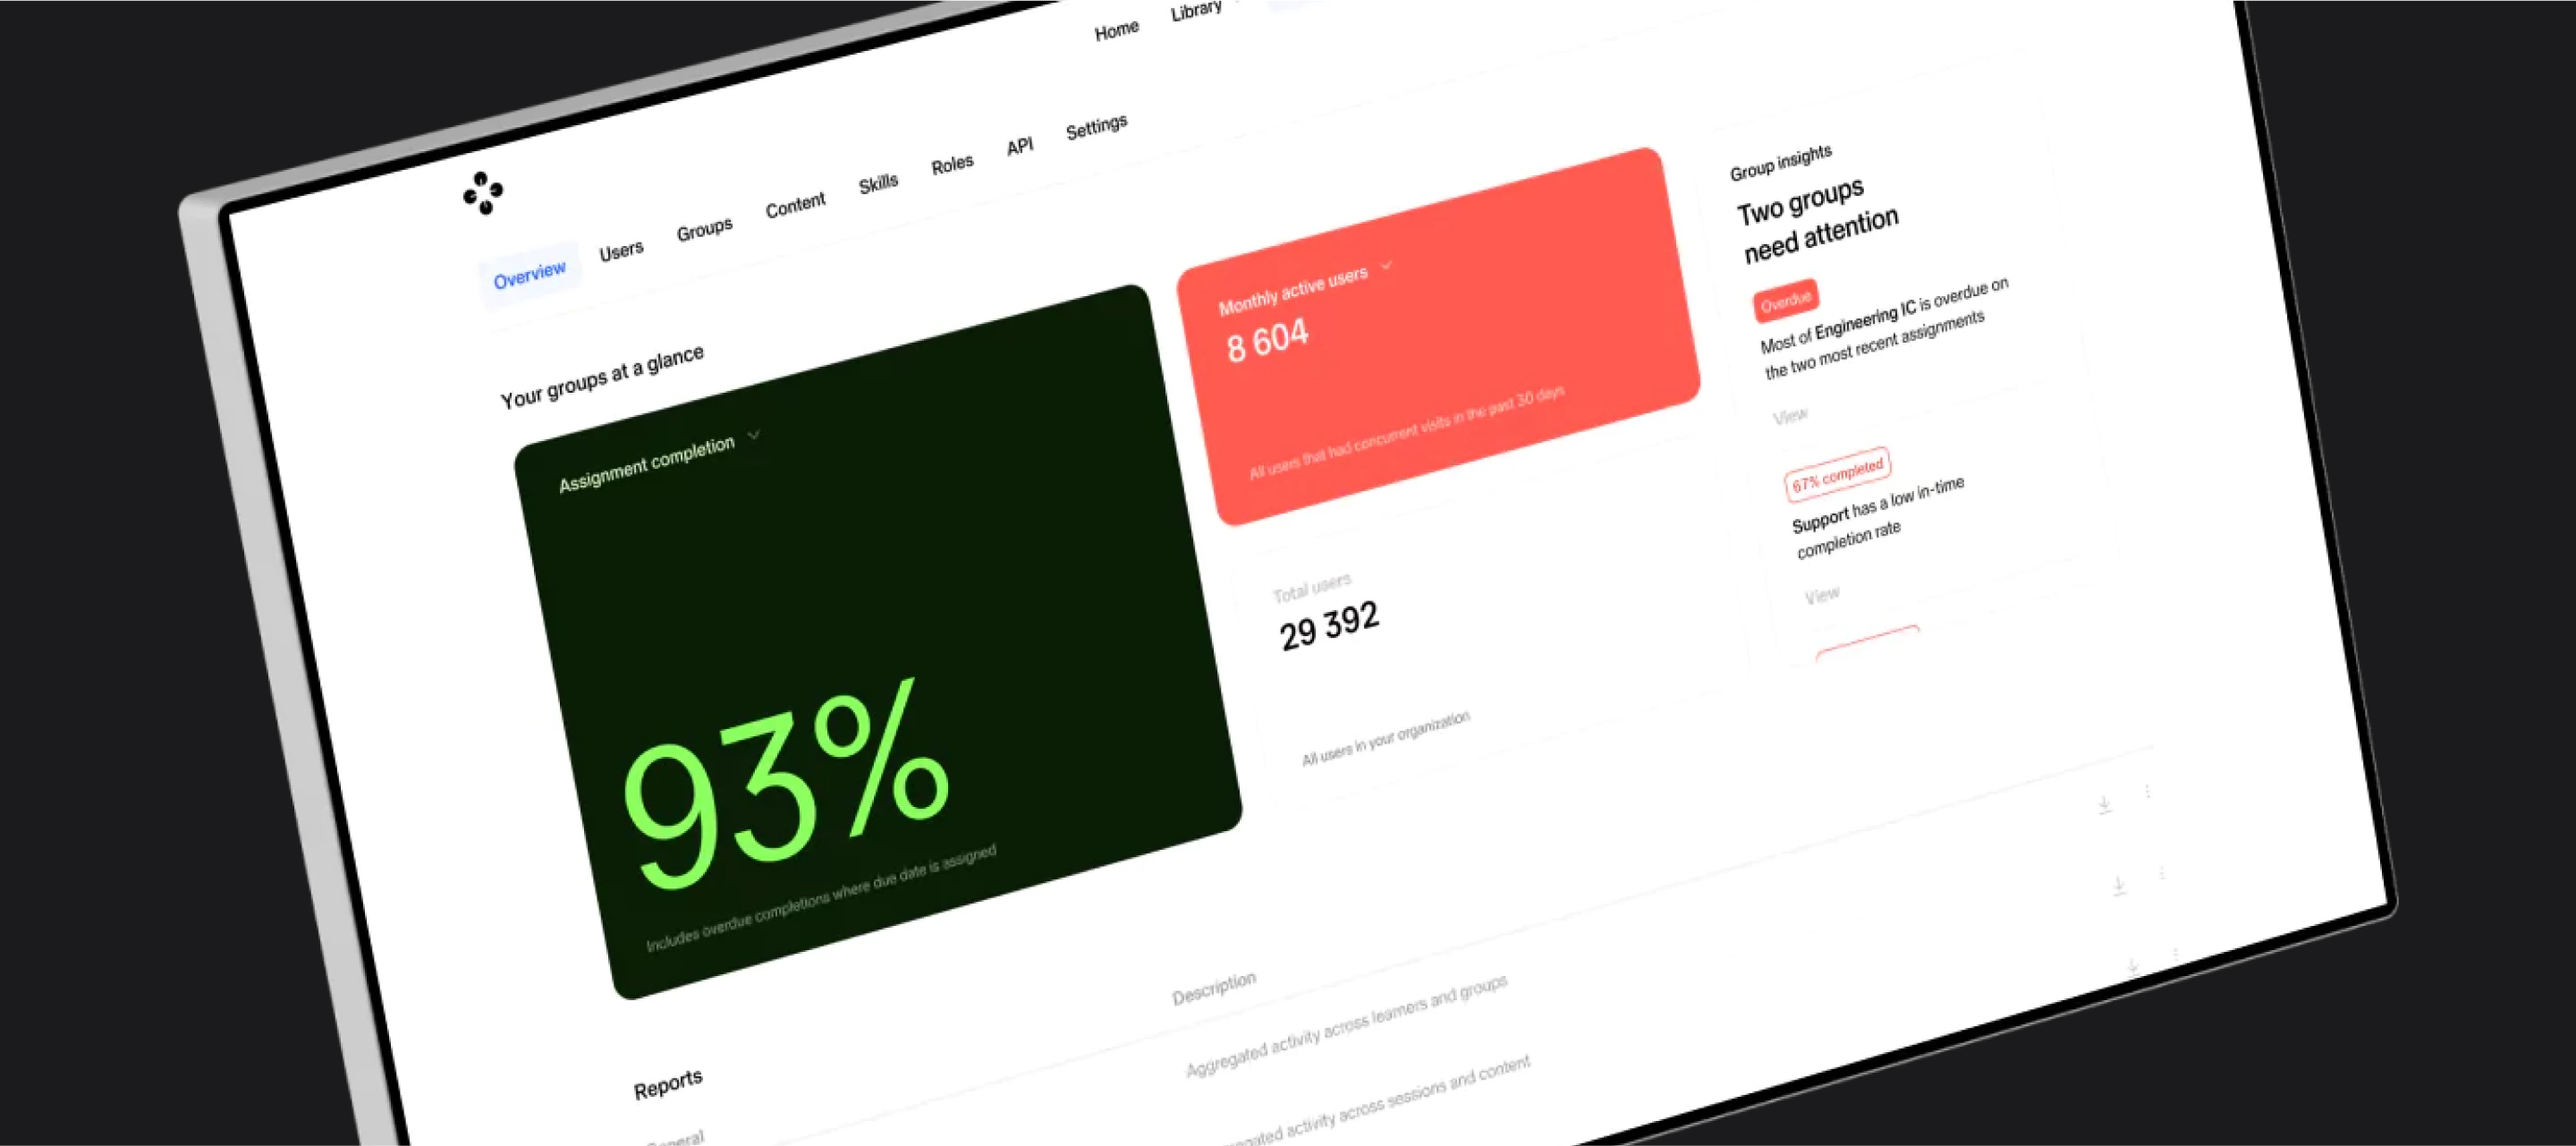 Home
Library
Overview
Users
Groups
Content
Skills
Roles
API
Settings
Your groups at a glance
Assignment completion
93%
Includes overdue completions where due date is assigned
Monthly active users
8 604
All users that had concurrent visits in the past 30 days
Total users
29 392
All users in your organization
Group insights
Two groups
need attention
Overdue
Most of Engineering IC is overdue on
the two most recent assignments
View
67% completed
Support has a low in-time
completion rate
View
Reports
Description
Aggregated activity across learners and groups
activity across sessions and content